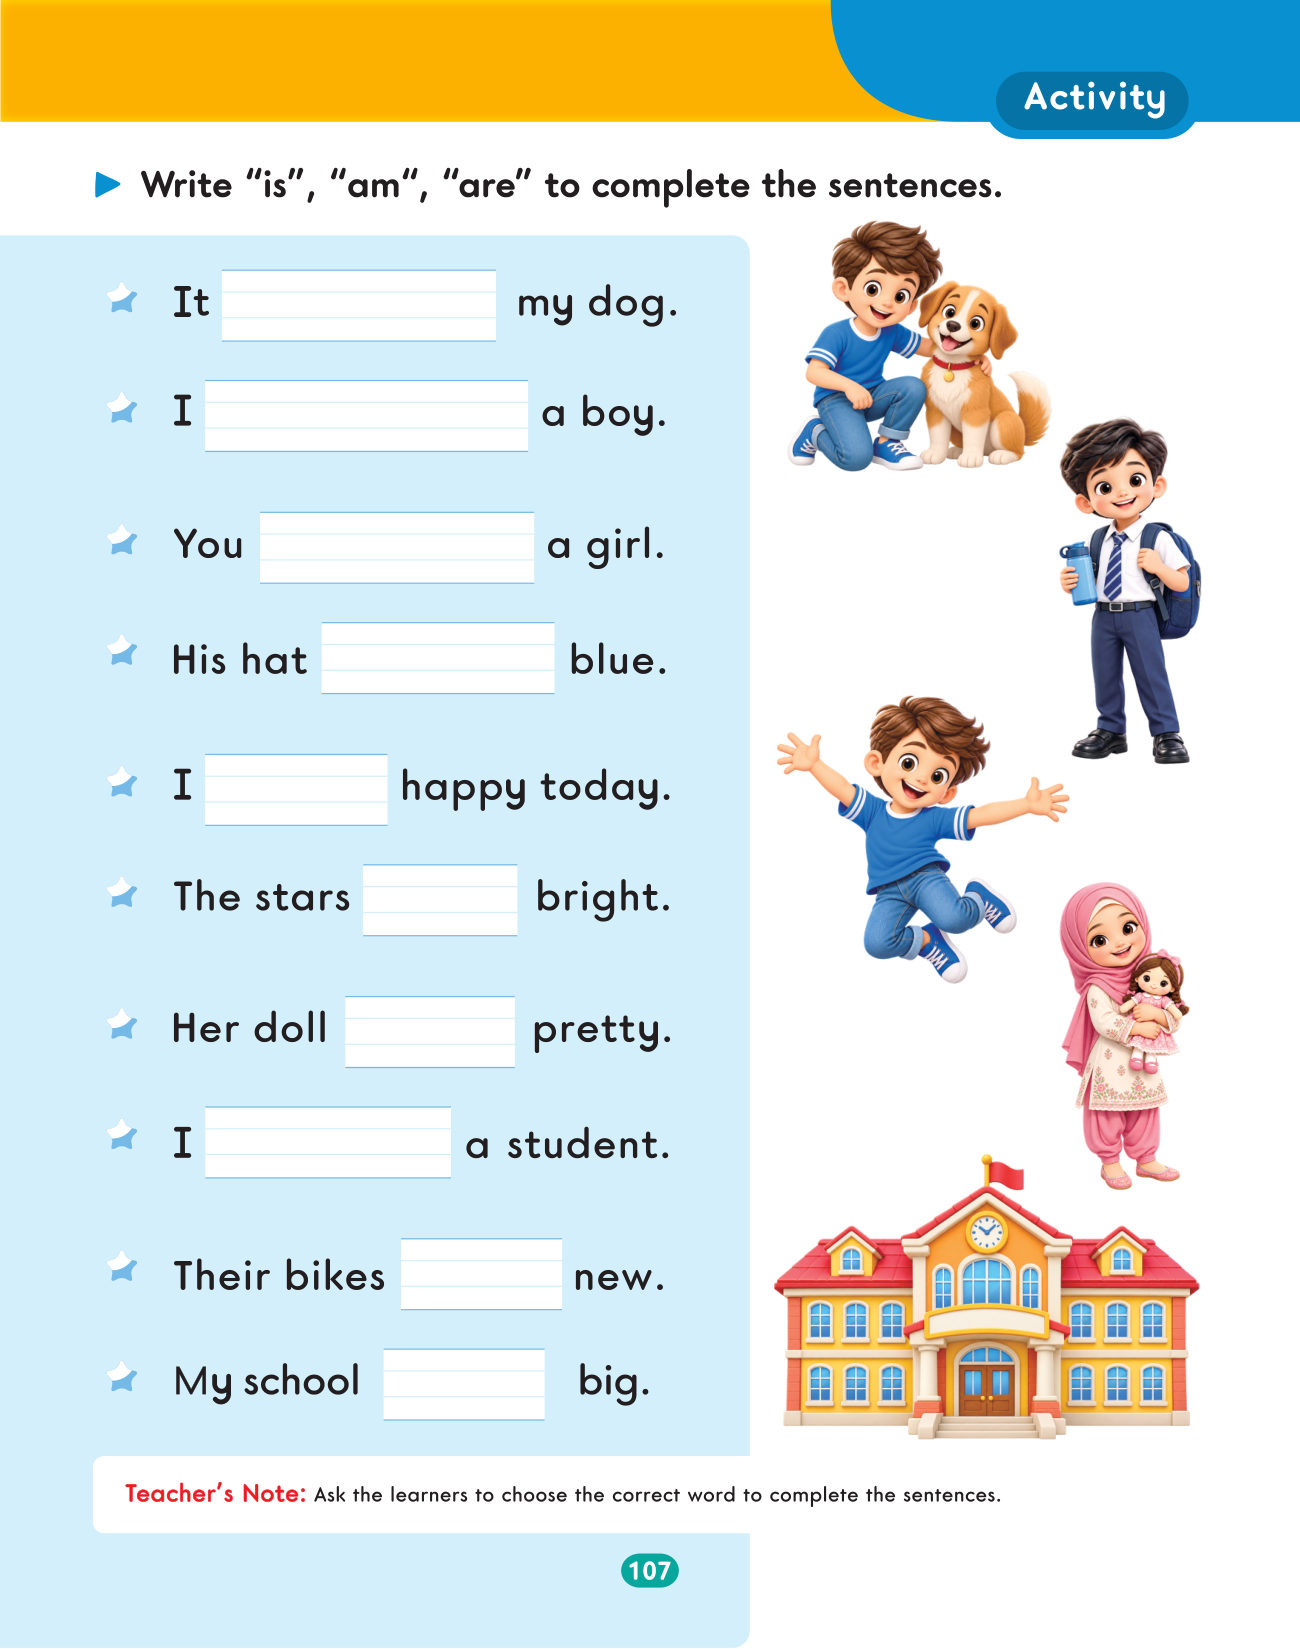 Activity
Write “is”, “am“, “are” to complete the sentences.
It my dog.
I a boy.
You a girl.
His hat blue.
I happy today.
The stars bright.
Her doll pretty.
I a student.
Their bikes new.
My school big.
Teacher's Note: Ask the learners to choose the correct word to complete the sentences.
107